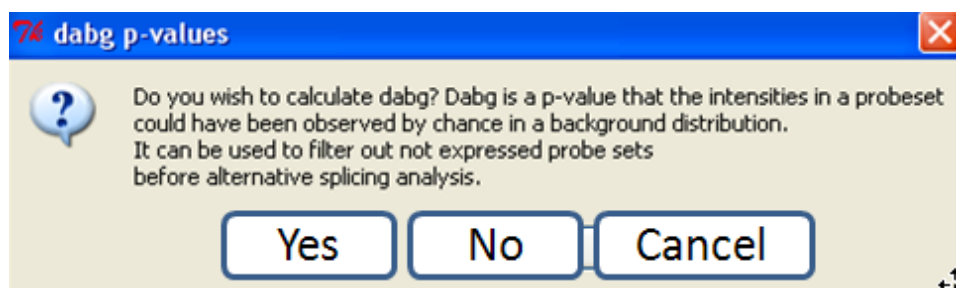 7% dabg p-values
Do you wish to calculate dabg? Dabg is a p-value that the intensities in a probeset
could have been observed by chance in a background distribution.
It can be used to filter out not expressed probe sets
before alternative splicing analysis.
Yes No Cancel